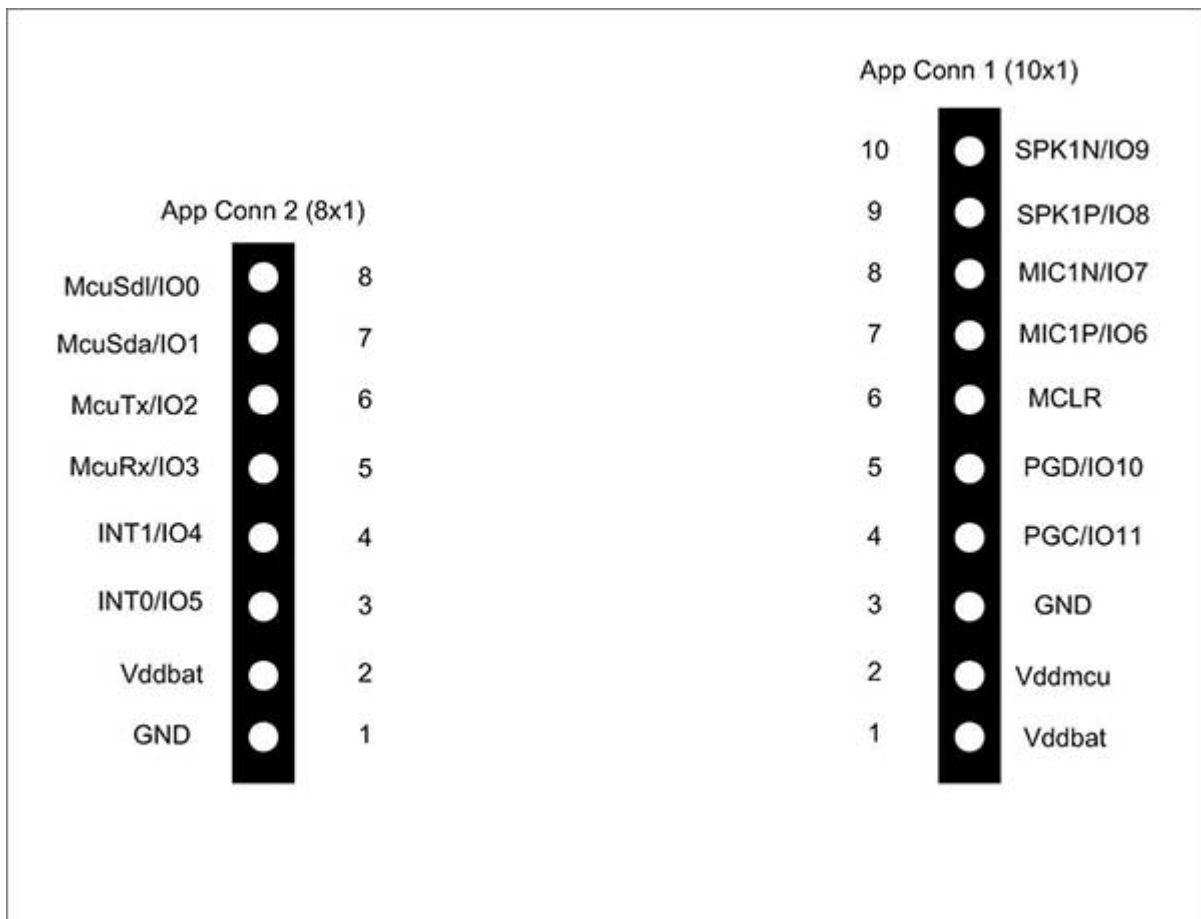 App Conn 1 (10x1)
10 SPK1N/IO9
9 SPK1P/IO8
8 MIC1N/IO7
7 MIC1P/IO6
6 MCLR
5 PGD/IO10
4 PGC/IO11
3 GND
2 Vddmcu
1 Vddbat
App Conn 2 (8x1)
McuSdl/IO0 8
McuSda/IO1 7
McuTx/IO2 6
McuRx/IO3 5
INT1/IO4 4
INT0/IO5 3
Vddbat 2
GND 1